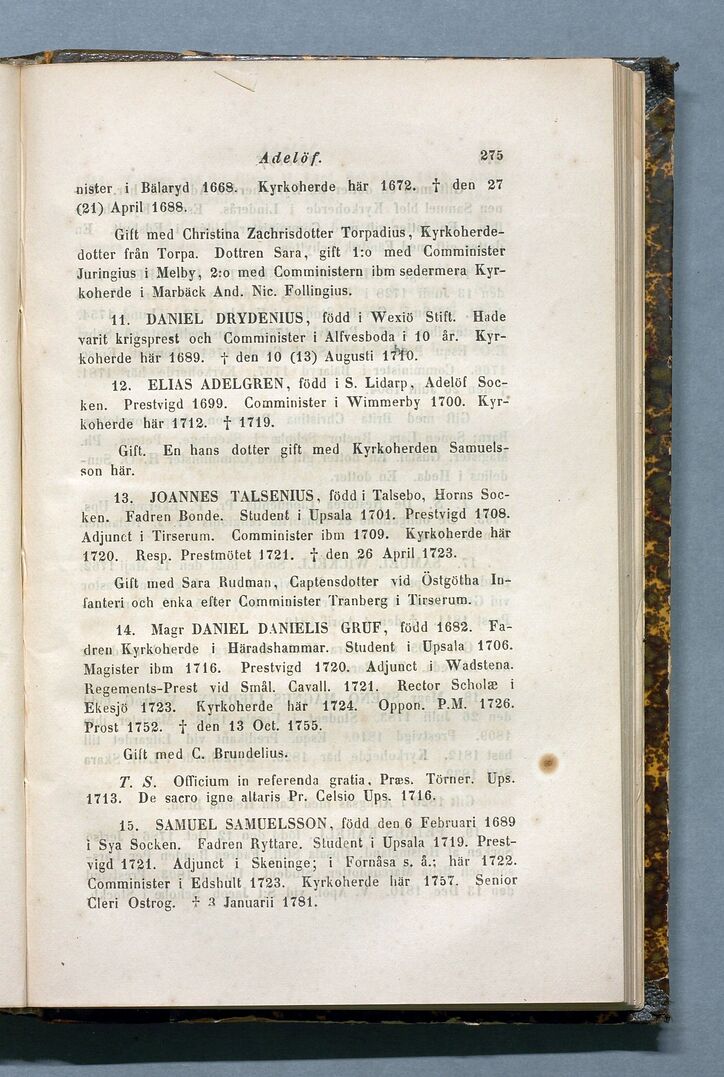 Adelöf. 275
nister i Bälaryd 1668. Kyrkoherde här 1672. † den 27
(21) April 1688.
Gift med Christina Zachrisdotter Torpadius, Kyrkoherde-
dotter från Torpa. Dottren Sara, gift 1:o med Comminister
Juringius i Melby, 2:o med Comministern ibm sedermera Kyr-
koherde i Marbäck And. Nic. Follingius.
11. DANIEL DRYDENIUS, född i Wexiö Stift. Hade
varit krigsprest och Comminister i Alfvesboda i 10 år. Kyr-
koherde här 1689. † den 10 (13) Augusti 1710.
12. ELIAS ADELGREN, född i S. Lidarp, Adelöf Soc-
ken. Prestvigd 1699. Comminister i Wimmerby 1700. Kyr-
koherde här 1712. † 1719.
Gift. En hans dotter gift med Kyrkoherden Samuels-
son här.
13. JOANNES TALSENIUS, född i Talsebo, Horns Soc-
ken. Fadren Bonde. Student i Upsala 1701. Prestvigd 1708.
Adjunct i Tirserum. Comminister ibm 1709. Kyrkoherde här
1720. Resp. Prestmötet 1721. † den 26 April 1723.
Gift med Sara Rudman, Captensdotter vid Östgötha In-
fanteri och enka efter Comminister Tranberg i Tirserum.
14. Magr DANIEL DANIELIS GRUF, född 1682. Fa-
dren Kyrkoherde i Häradshammar. Student i Upsala 1706.
Magister ibm 1716. Prestvigd 1720. Adjunct i Wadstena.
Regements-Prest vid Smål. Cavall. 1721. Rector Scholæ i
Ekesjö 1723. Kyrkoherde här 1724. Oppon. P.M. 1726.
Prost 1752. † den 13 Oct. 1755.
Gift med C. Brundelius.
T. S. Officium in referenda gratia, Præs. Törner. Ups.
1713. De sacro igne altaris Pr. Celsio Ups. 1716.
15. SAMUEL SAMUELSSON, född den 6 Februari 1689
i Sya Socken. Fadren Ryttare. Student i Upsala 1719. Prest-
vigd 1721. Adjunct i Skeninge; i Fornåsa s. å.; här 1722.
Comminister i Edshult 1723. Kyrkoherde här 1757. Senior
Cleri Ostrog. † 3 Januarii 1781.